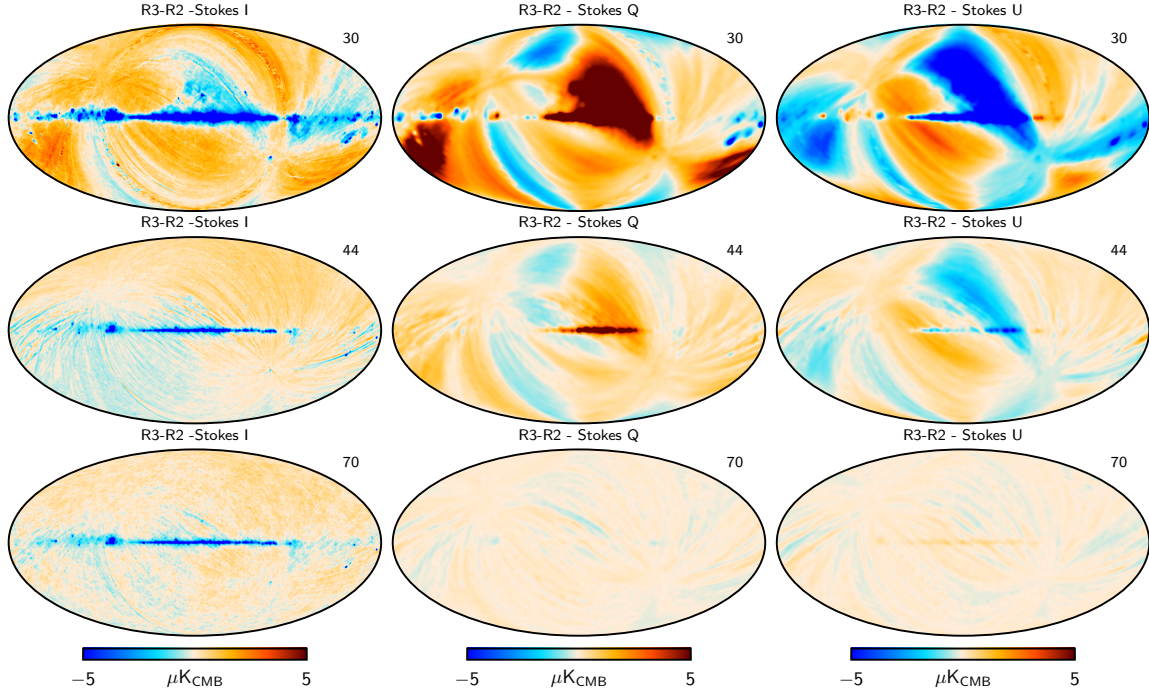 R3-R2 -Stokes I
R3-R2 - Stokes Q
R3-R2 - Stokes U
30
30
30
R3-R2 -Stokes I
R3-R2 - Stokes Q
R3-R2 - Stokes U
44
44
44
R3-R2 -Stokes I
R3-R2 - Stokes Q
R3-R2 - Stokes U
70
70
70
−5 μK_CMB 5
−5 μK_CMB 5
−5 μK_CMB 5